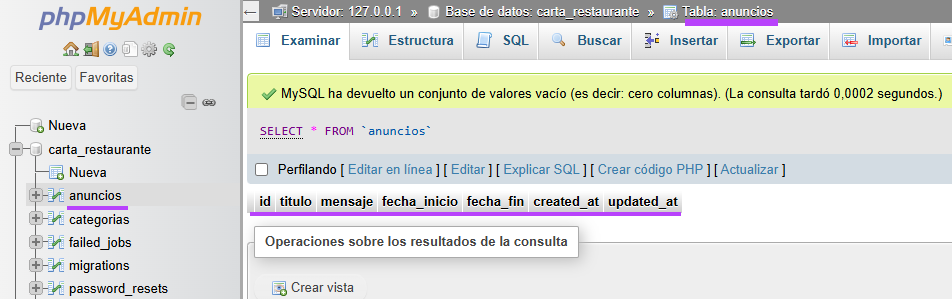 phpMyAdmin
Reciente Favoritas
Nueva
carta_restaurante
Nueva
anuncios
categorias
failed_jobs
migrations
password_resets
Servidor: 127.0.0.1 » Base de datos: carta_restaurante » Tabla: anuncios
Examinar Estructura SQL Buscar Insertar Exportar Importar
MySQL ha devuelto un conjunto de valores vacío (es decir: cero columnas). (La consulta tardó 0,0002 segundos.)
SELECT * FROM `anuncios`
Perfilando [ Editar en línea ] [ Editar ] [ Explicar SQL ] [ Crear código PHP ] [ Actualizar ]
id titulo mensaje fecha_inicio fecha_fin created_at updated_at
Operaciones sobre los resultados de la consulta
Crear vista